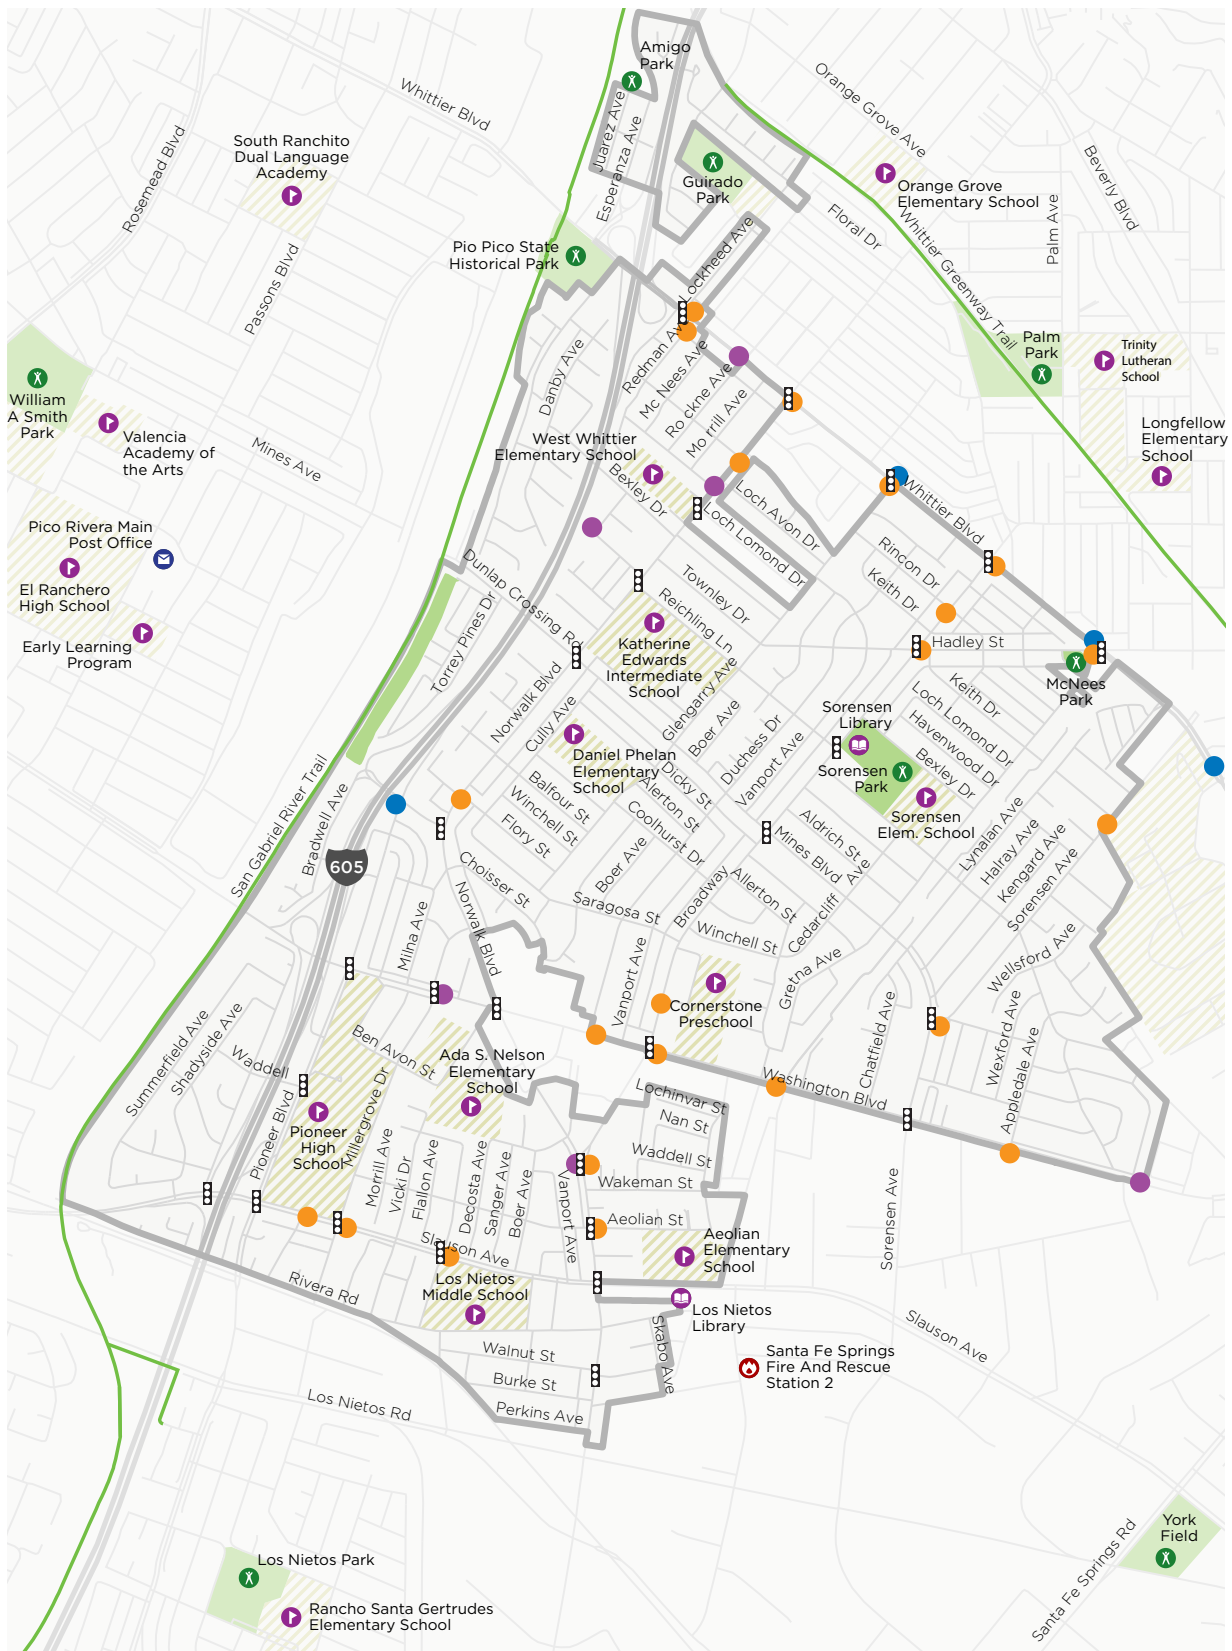 Amigo
Park
Whittier Blvd
Orange Grove Ave
Juarez Ave
Esperanza Ave
Rosemead Blvd
South Ranchito
Dual Language
Academy
Beverly Blvd
Guirado
Park
Orange Grove
Elementary School
Palm Ave
Floral Dr
Whittier Greenway Trail
Pio Pico State
Historical Park
Passons Blvd
Lockheed Ave
Redman Av
Mc Nees Ave
Rockne Ave
Morrill Ave
Danby Ave
Palm
Park
Trinity
Lutheran
School
William
A Smith
Park
Valencia
Academy of
the Arts
Mines Ave
West Whittier
Elementary School
Bexley Dr
Longfellow
Elementary
School
Loch Avon Dr
Loch Lomond Dr
Whittier Blvd
Pico Rivera Main
Post Office
El Ranchero
High School
Early Learning
Program
Dunlap Crossing Rd
Torrey Pines Dr
Townley Dr
Reichling Ln
Rincon Dr
Keith Dr
Hadley St
Katherine
Edwards
Intermediate
School
McNees
Park
Norwalk Blvd
Cully Ave
Glengarry Ave
Boer Ave
Duchess Dr
Vanport Ave
Sorensen
Library
Keith Dr
Loch Lomond Dr
Havenwood Dr
Bexley Dr
Daniel Phelan
Elementary
School
Sorensen
Park
Sorensen
Elem. School
Dicky St
Alerton St
Coolhurst Dr
Balfour St
Winchell St
Flory St
San Gabriel River Trail
Bradwell Ave
605
Choisser St
Boer Ave
Broadway
Aldrich St
Mines Blvd
Allerton St
Cedarcliff Ave
Lynalan Ave
Halray Ave
Kengard Ave
Sorensen Ave
Saragosa St
Winchell St
Norwalk Blvd
Milna Ave
Vanport Ave
Gretna Ave
Wellsford Ave
Cornerstone
Preschool
Chatfield Ave
Wexford Ave
Appledale Ave
Summerfield Ave
Shadyside Ave
Waddell
Ben Avon St
Ada S. Nelson
Elementary
School
Washington Blvd
Lochinvar St
Nan St
Waddell St
Wakeman St
Pioneer Blvd
Pioneer
High
School
Millergrove Dr
Morrill Ave
Vicki Dr
Flallon Ave
Decosta Ave
Sanger Ave
Boer Ave
Vanport Ave
Sorensen Ave
Aeolian St
Aeolian
Elementary
School
Slauson Ave
Los Nietos
Middle School
Rivera Rd
Los Nietos
Library
Slauson Ave
Skabo Ave
Walnut St
Burke St
Perkins Ave
Santa Fe Springs
Fire And Rescue
Station 2
Los Nietos Rd
York
Field
Santa Fe Springs Rd
Los Nietos Park
Rancho Santa Gertrudes
Elementary School